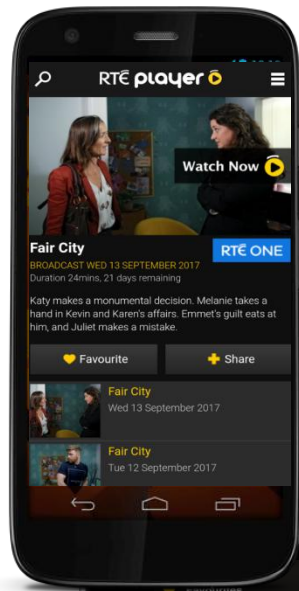 RTÉ player
Watch Now
Fair City
RTÉ ONE
BROADCAST WED 13 SEPTEMBER 2017
Duration 24mins, 21 days remaining
Katy makes a monumental decision. Melanie takes a
hand in Kevin and Karen's affairs. Emmet's guilt eats at
him, and Juliet makes a mistake.
Favourite
Share
Fair City
Wed 13 September 2017
Fair City
Tue 12 September 2017